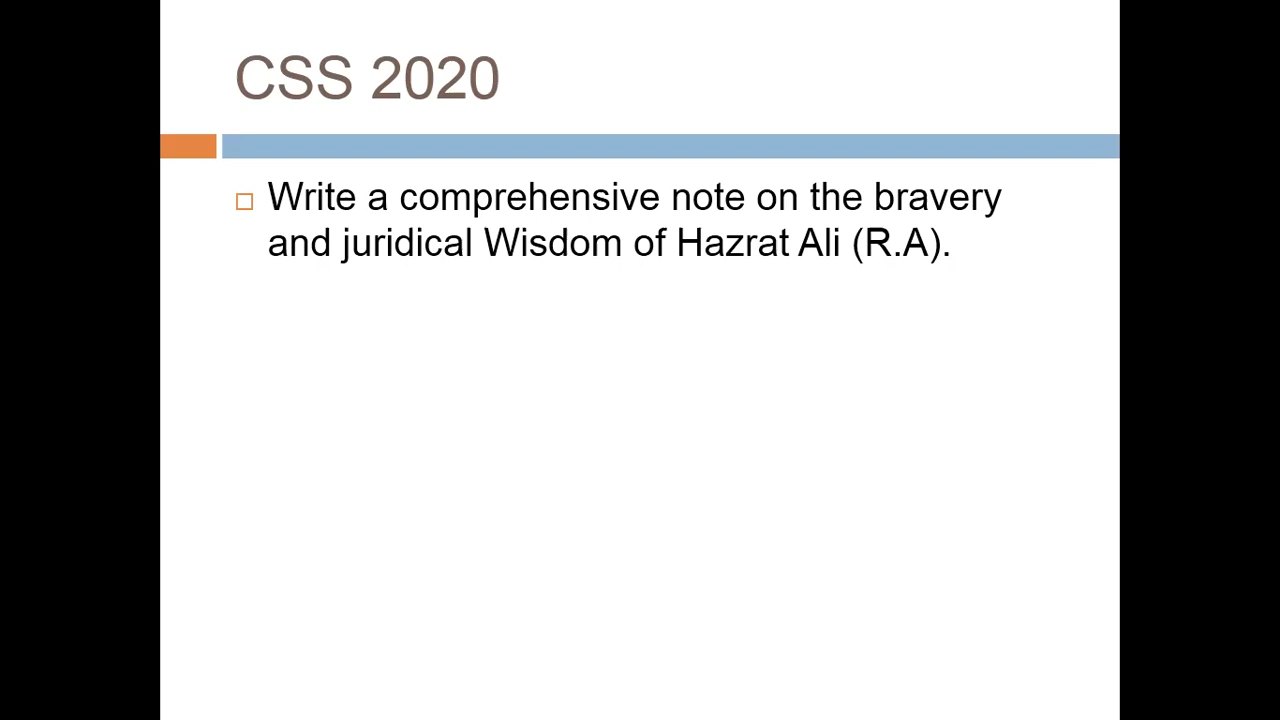 CSS 2020
Write a comprehensive note on the bravery
and juridical Wisdom of Hazrat Ali (R.A).